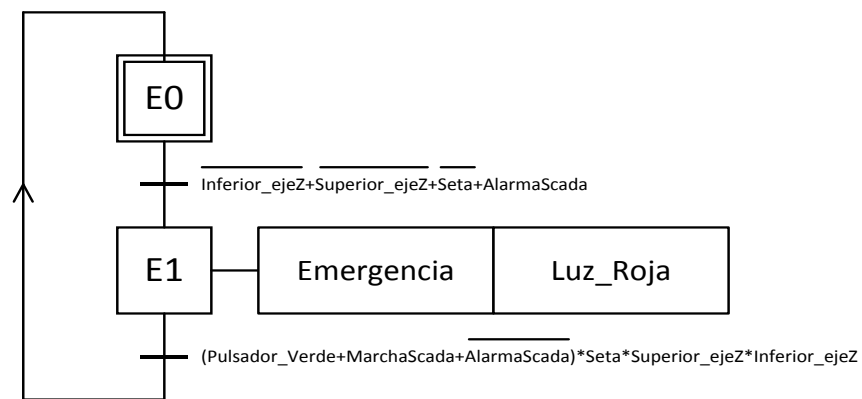 E0
Inferior_ejeZ+Superior_ejeZ+Seta+AlarmaScada
E1
Emergencia
Luz_Roja
(Pulsador_Verde+MarchaScada+AlarmaScada)*Seta*Superior_ejeZ*Inferior_ejeZ